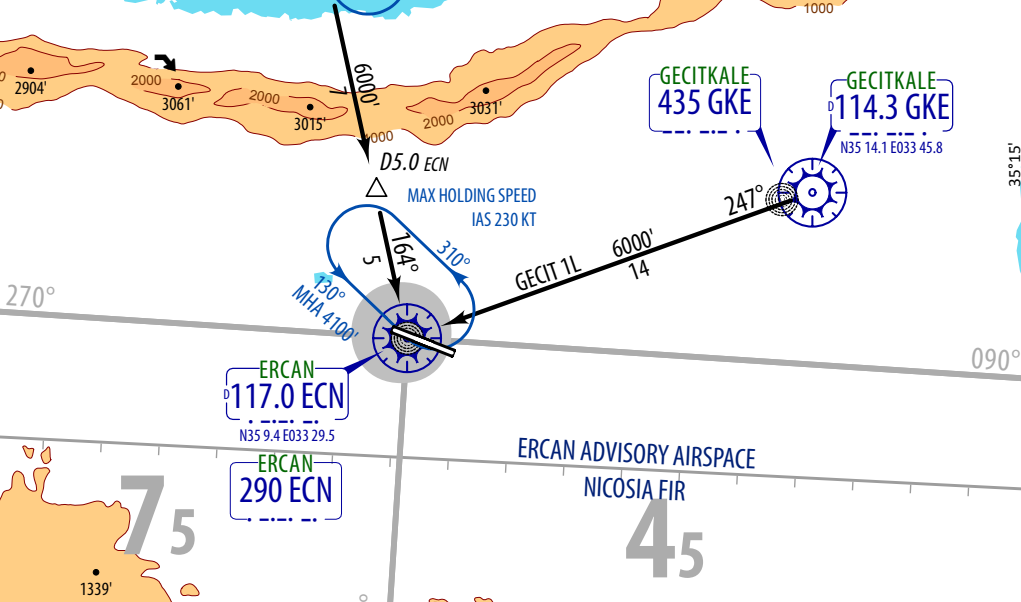 1000
2904'
2000
3061'
2000
3015'
6000'
7
1000
2000
3031'
GECITKALE
435 GKE
GECITKALE
D 114.3 GKE
N35 14.1 E033 45.8
35°15'
D5.0 ECN
MAX HOLDING SPEED
IAS 230 KT
247°
6000'
GECIT 1L
14
164°
5
310°
130°
MHA 4100'
270°
090°
ERCAN
D 117.0 ECN
N35 9.4 E033 29.5
ERCAN
290 ECN
ERCAN ADVISORY AIRSPACE
NICOSIA FIR
75
45
1339'